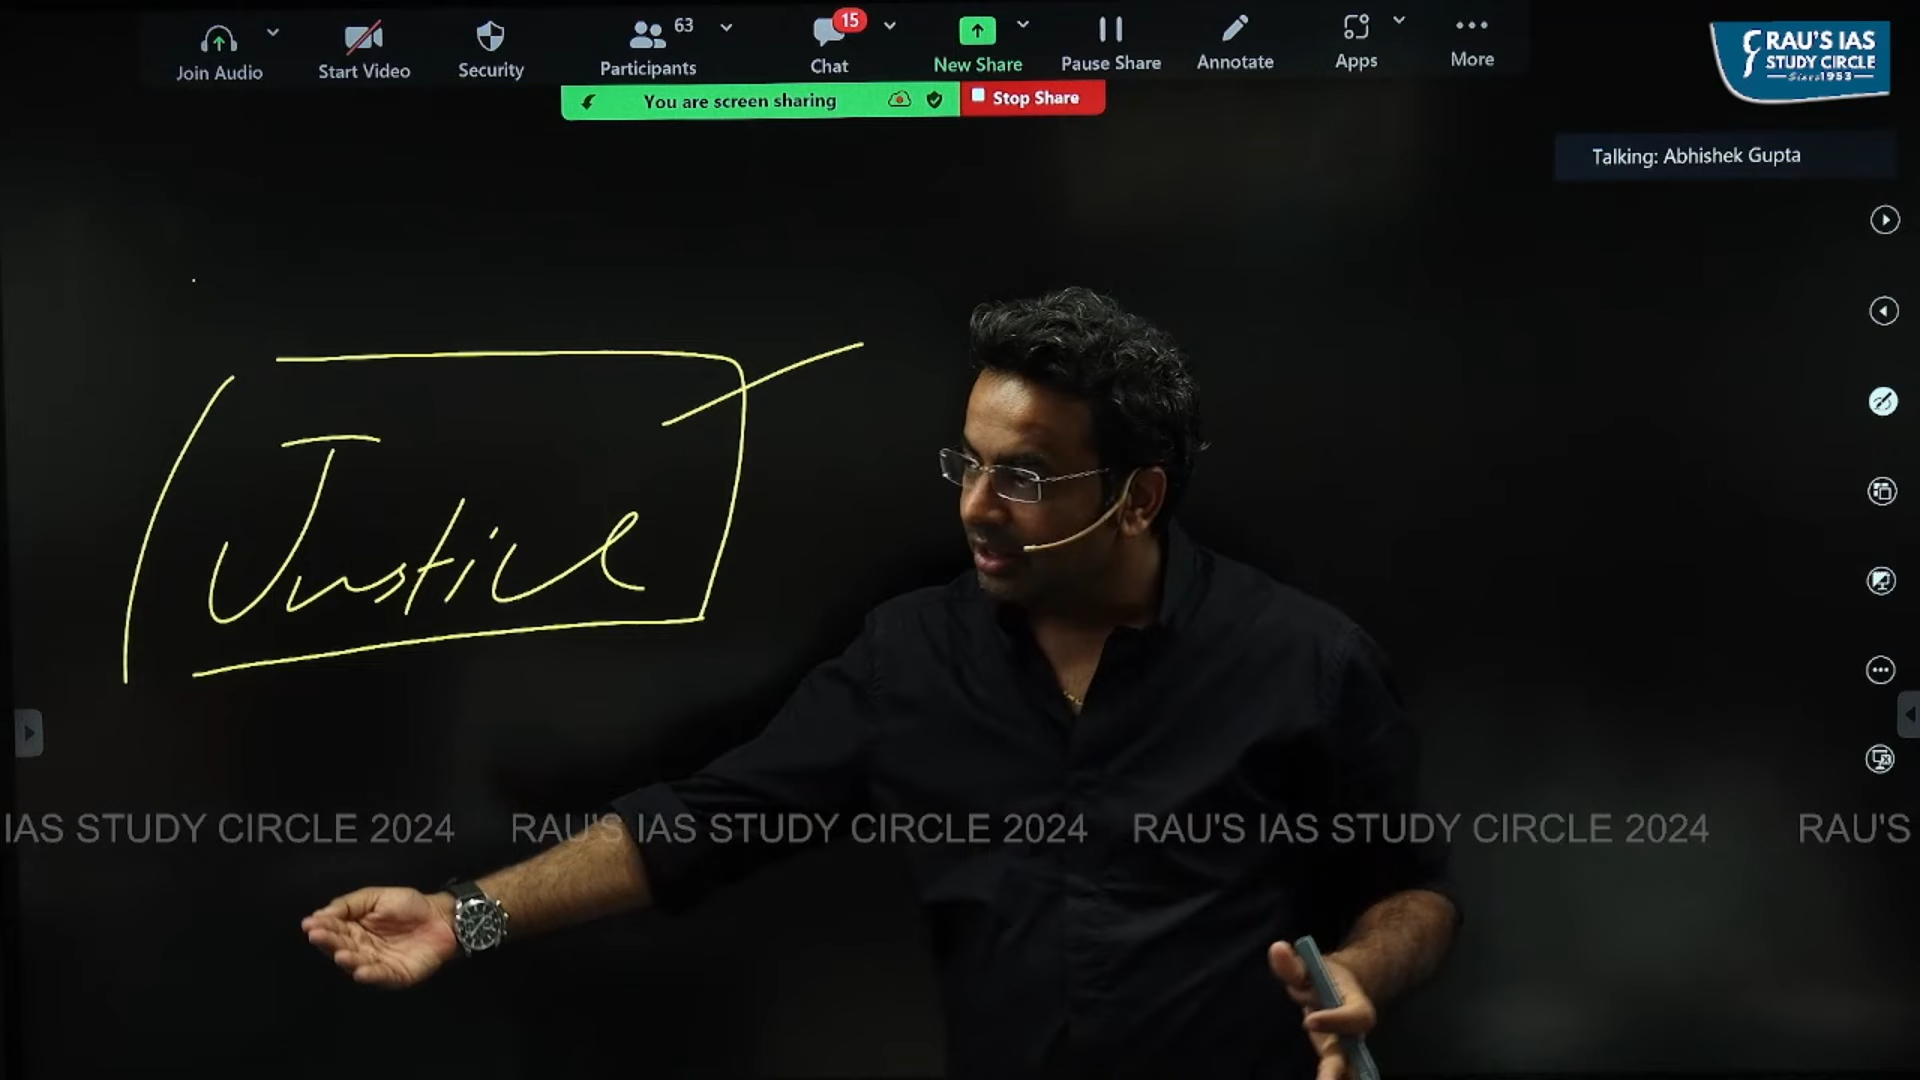 63
15
Join Audio
Start Video
Security
Participants
Chat
New Share
Pause Share
Annotate
Apps
More
You are screen sharing
Stop Share
RAU'S IAS
STUDY CIRCLE
Since 1953
Talking: Abhishek Gupta
Justice
IAS STUDY CIRCLE 2024 RAU'S IAS STUDY CIRCLE 2024 RAU'S IAS STUDY CIRCLE 2024 RAU'S